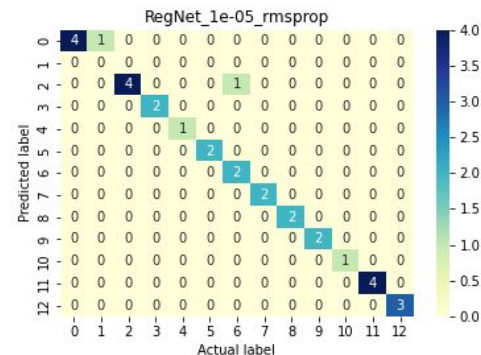 RegNet_1e-05_rmsprop
0 4 1 0 0 0 0 0 0 0 0 0 0 0
1 0 0 0 0 0 0 0 0 0 0 0 0 0
2 0 0 4 0 0 0 1 0 0 0 0 0 0
3 0 0 0 2 0 0 0 0 0 0 0 0 0
4 0 0 0 0 1 0 0 0 0 0 0 0 0
5 0 0 0 0 0 2 0 0 0 0 0 0 0
6 0 0 0 0 0 0 2 0 0 0 0 0 0
7 0 0 0 0 0 0 0 2 0 0 0 0 0
8 0 0 0 0 0 0 0 0 2 0 0 0 0
9 0 0 0 0 0 0 0 0 0 2 0 0 0
10 0 0 0 0 0 0 0 0 0 0 1 0 0
11 0 0 0 0 0 0 0 0 0 0 0 4 0
12 0 0 0 0 0 0 0 0 0 0 0 0 3
0 1 2 3 4 5 6 7 8 9 10 11 12
Actual label
Predicted label
4.0
3.5
3.0
2.5
2.0
1.5
1.0
0.5
0.0